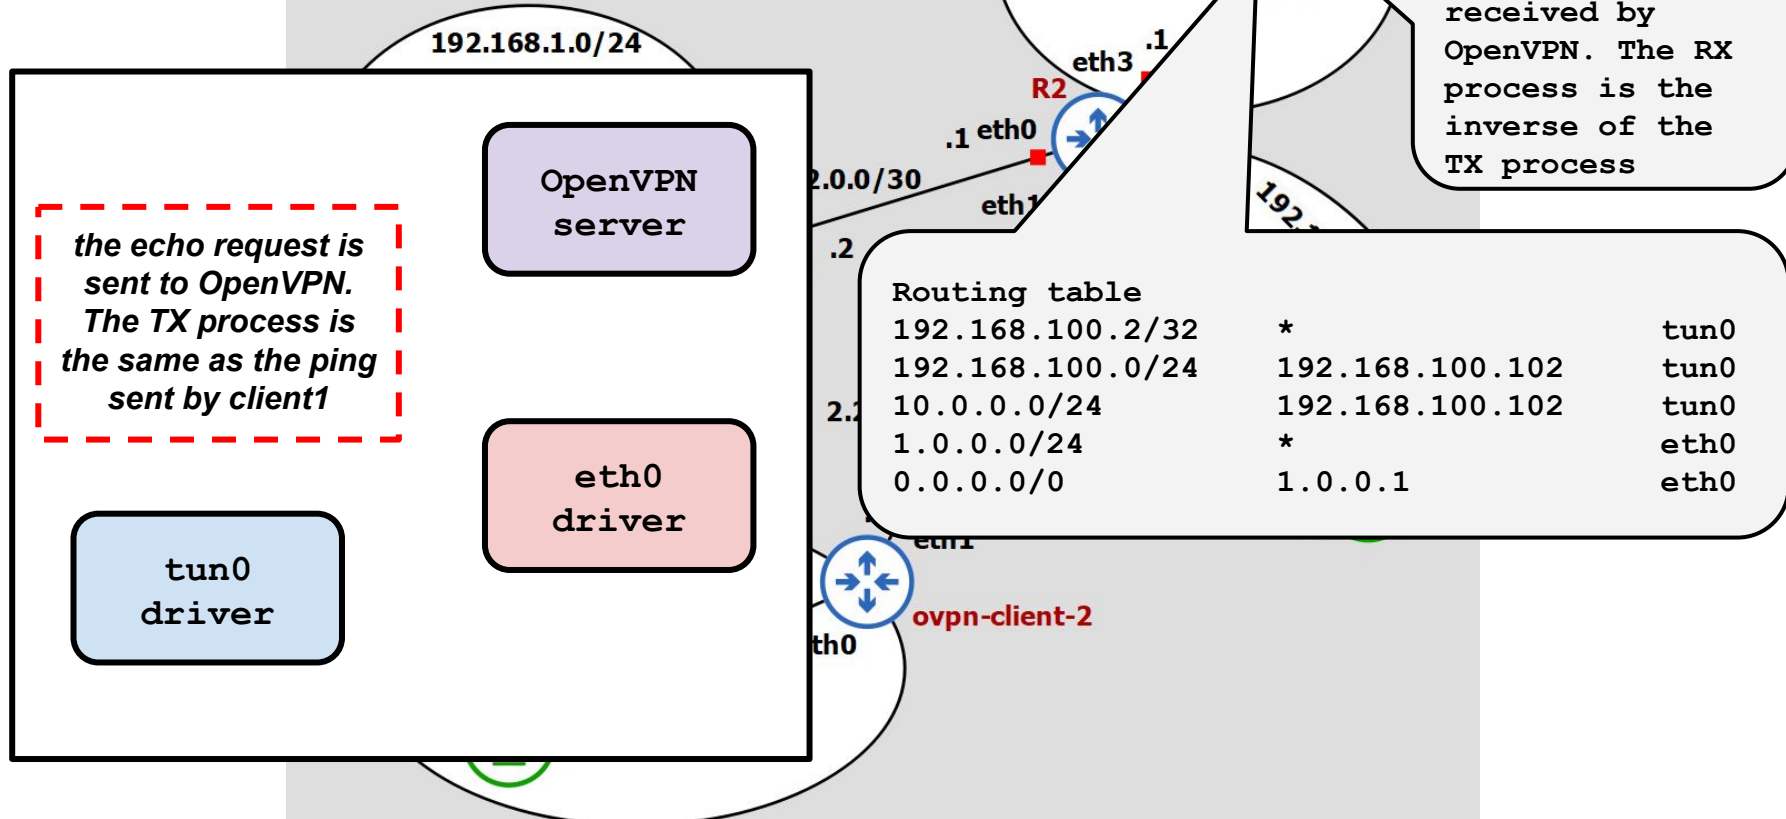 192.168.1.0/24
received by
OpenVPN. The RX
process is the
inverse of the
TX process
.1
eth3
R2
.1 eth0
2.0.0/30
eth1
.2
192.
OpenVPN
server
the echo request is
sent to OpenVPN.
The TX process is
the same as the ping
sent by client1
Routing table
192.168.100.2/32 * tun0
192.168.100.0/24 192.168.100.102 tun0
10.0.0.0/24 192.168.100.102 tun0
1.0.0.0/24 * eth0
0.0.0.0/0 1.0.0.1 eth0
2.2
eth0
driver
eth1
tun0
driver
ovpn-client-2
th0